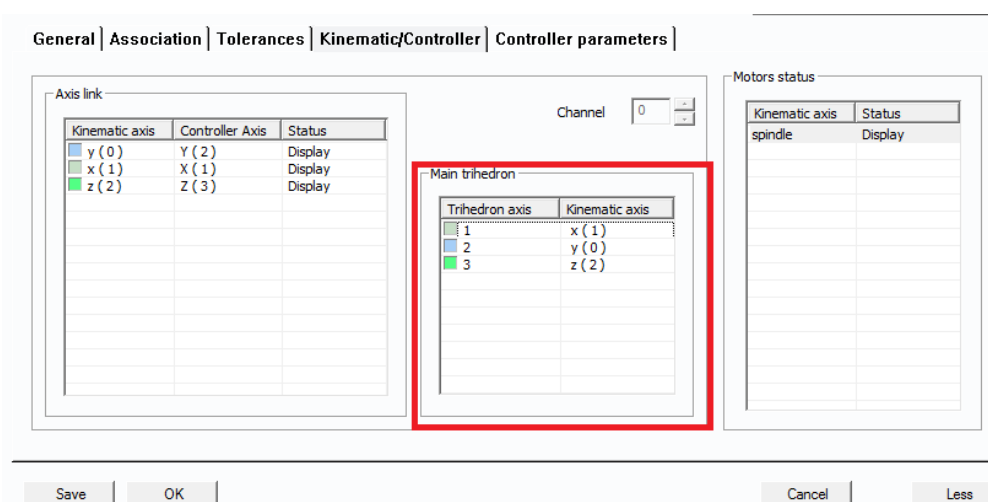 General Association Tolerances Kinematic/Controller Controller parameters
Axis link
Kinematic axis Controller Axis Status
y ( 0 ) Y ( 2 ) Display
x ( 1 ) X ( 1 ) Display
z ( 2 ) Z ( 3 ) Display
Channel 0
Main trihedron
Trihedron axis Kinematic axis
1 x ( 1 )
2 y ( 0 )
3 z ( 2 )
Motors status
Kinematic axis Status
spindle Display
Save OK Cancel Less